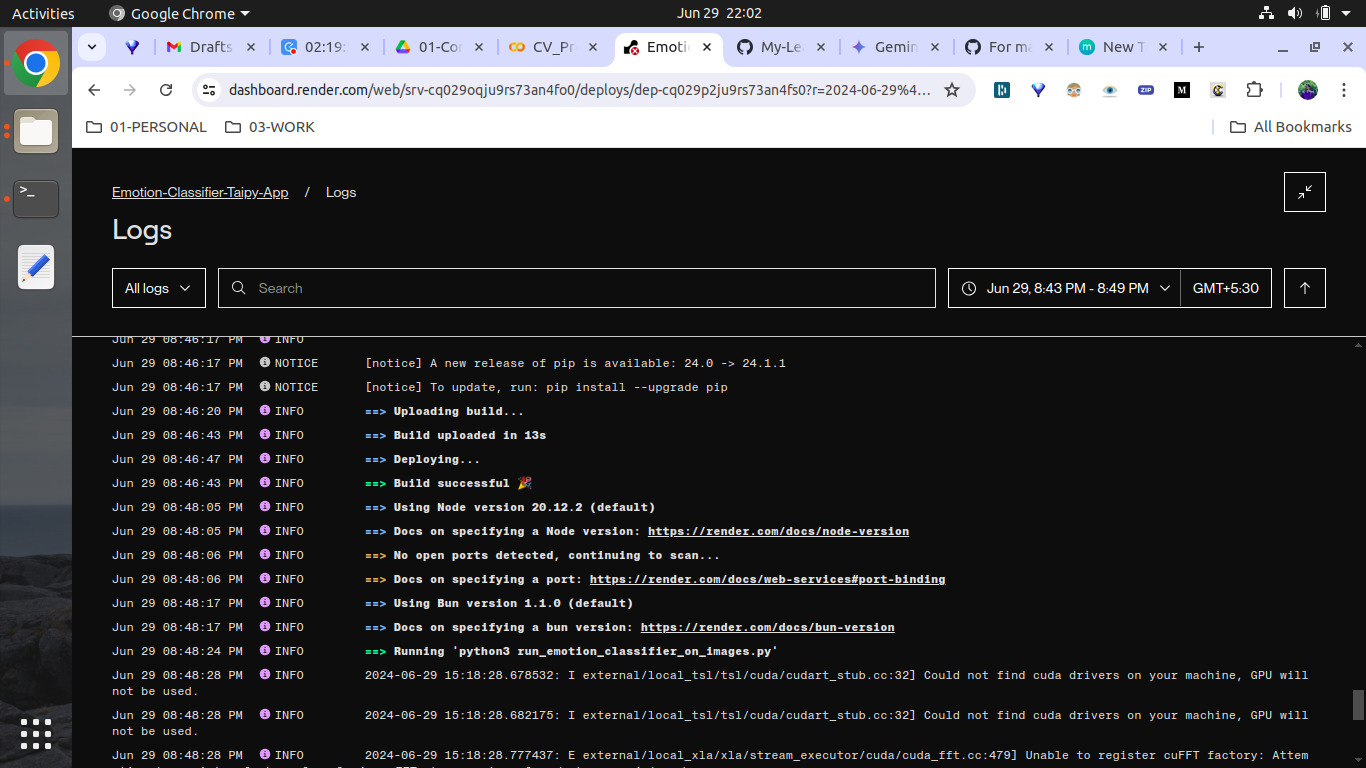 Activities
Google Chrome
Jun 29 22:02
Drafts
02:19:
01-Co
CV_Pr
Emoti
My-Le
Gemin
For m
New T
dashboard.render.com/web/srv-cq029oqju9rs73an4fo0/deploys/dep-cq029p2ju9rs73an4fs0?r=2024-06-29%4...
ZIP
M
01-PERSONAL
03-WORK
All Bookmarks
Emotion-Classifier-Taipy-App / Logs
Logs
All logs
Search
Jun 29, 8:43 PM - 8:49 PM
GMT+5:30
Jun 29 08:46:17 PM INFO
Jun 29 08:46:17 PM NOTICE [notice] A new release of pip is available: 24.0 -> 24.1.1
Jun 29 08:46:17 PM NOTICE [notice] To update, run: pip install --upgrade pip
Jun 29 08:46:20 PM INFO ==> Uploading build...
Jun 29 08:46:43 PM INFO ==> Build uploaded in 13s
Jun 29 08:46:47 PM INFO ==> Deploying...
Jun 29 08:46:43 PM INFO ==> Build successful 🎉
Jun 29 08:48:05 PM INFO ==> Using Node version 20.12.2 (default)
Jun 29 08:48:05 PM INFO ==> Docs on specifying a Node version: https://render.com/docs/node-version
Jun 29 08:48:06 PM INFO ==> No open ports detected, continuing to scan...
Jun 29 08:48:06 PM INFO ==> Docs on specifying a port: https://render.com/docs/web-services#port-binding
Jun 29 08:48:17 PM INFO ==> Using Bun version 1.1.0 (default)
Jun 29 08:48:17 PM INFO ==> Docs on specifying a bun version: https://render.com/docs/bun-version
Jun 29 08:48:24 PM INFO ==> Running 'python3 run_emotion_classifier_on_images.py'
Jun 29 08:48:28 PM INFO 2024-06-29 15:18:28.678532: I external/local_tsl/tsl/cuda/cudart_stub.cc:32] Could not find cuda drivers on your machine, GPU will
not be used.
Jun 29 08:48:28 PM INFO 2024-06-29 15:18:28.682175: I external/local_tsl/tsl/cuda/cudart_stub.cc:32] Could not find cuda drivers on your machine, GPU will
not be used.
Jun 29 08:48:28 PM INFO 2024-06-29 15:18:28.777437: E external/local_xla/xla/stream_executor/cuda/cuda_fft.cc:479] Unable to register cuFFT factory: Attem